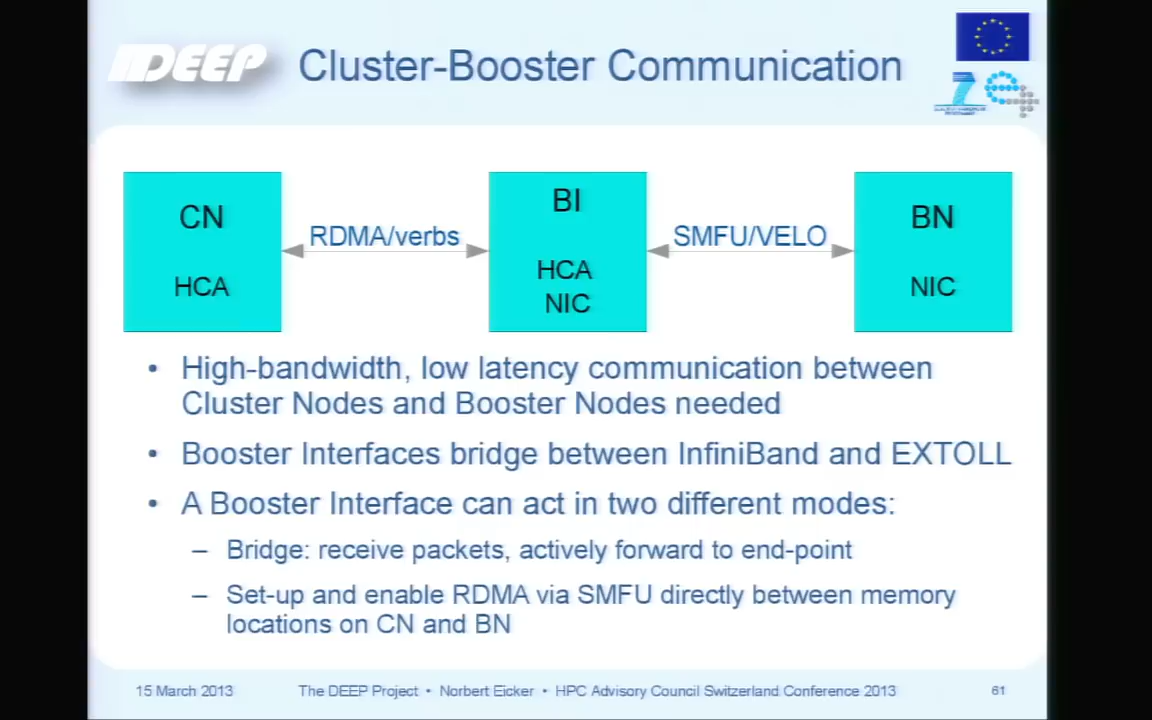 DEEP
Cluster-Booster Communication
CN
HCA
RDMA/verbs
BI
HCA
NIC
SMFU/VELO
BN
NIC
• High-bandwidth, low latency communication between
Cluster Nodes and Booster Nodes needed
• Booster Interfaces bridge between InfiniBand and EXTOLL
• A Booster Interface can act in two different modes:
– Bridge: receive packets, actively forward to end-point
– Set-up and enable RDMA via SMFU directly between memory
locations on CN and BN
15 March 2013
The DEEP Project • Norbert Eicker • HPC Advisory Council Switzerland Conference 2013
61